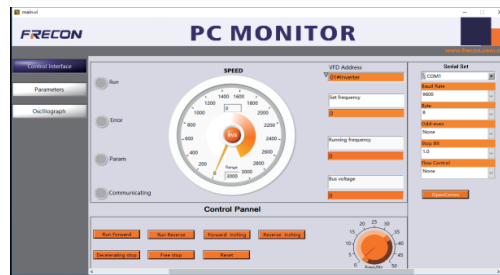 main.vi
FRECON
PC MONITOR
www.frecon.com.c
Control Interface
Parameters
Oscillograph
Run
Error
Param
Communicating
SPEED
0
200
400
600
800
1000
1200
1400
1600
1800
2000
2200
2400
2600
2800
3000
0
RVS
Range
3000
VFD Address
01#Inverter
Set frequency
0
Running frequency
0
Bus voltage
0
Serial Set
COM1
Baud Rate
9600
Byte
8
Odd-even
None
Stop Bit
1.0
Flow Control
None
OpenComm
Control Pannel
Run Forward
Run Reverse
Forward Inching
Reverse Inching
Decelerating stop
Free stop
Reset
0
5
10
15
20
25
30
35
40
45
50